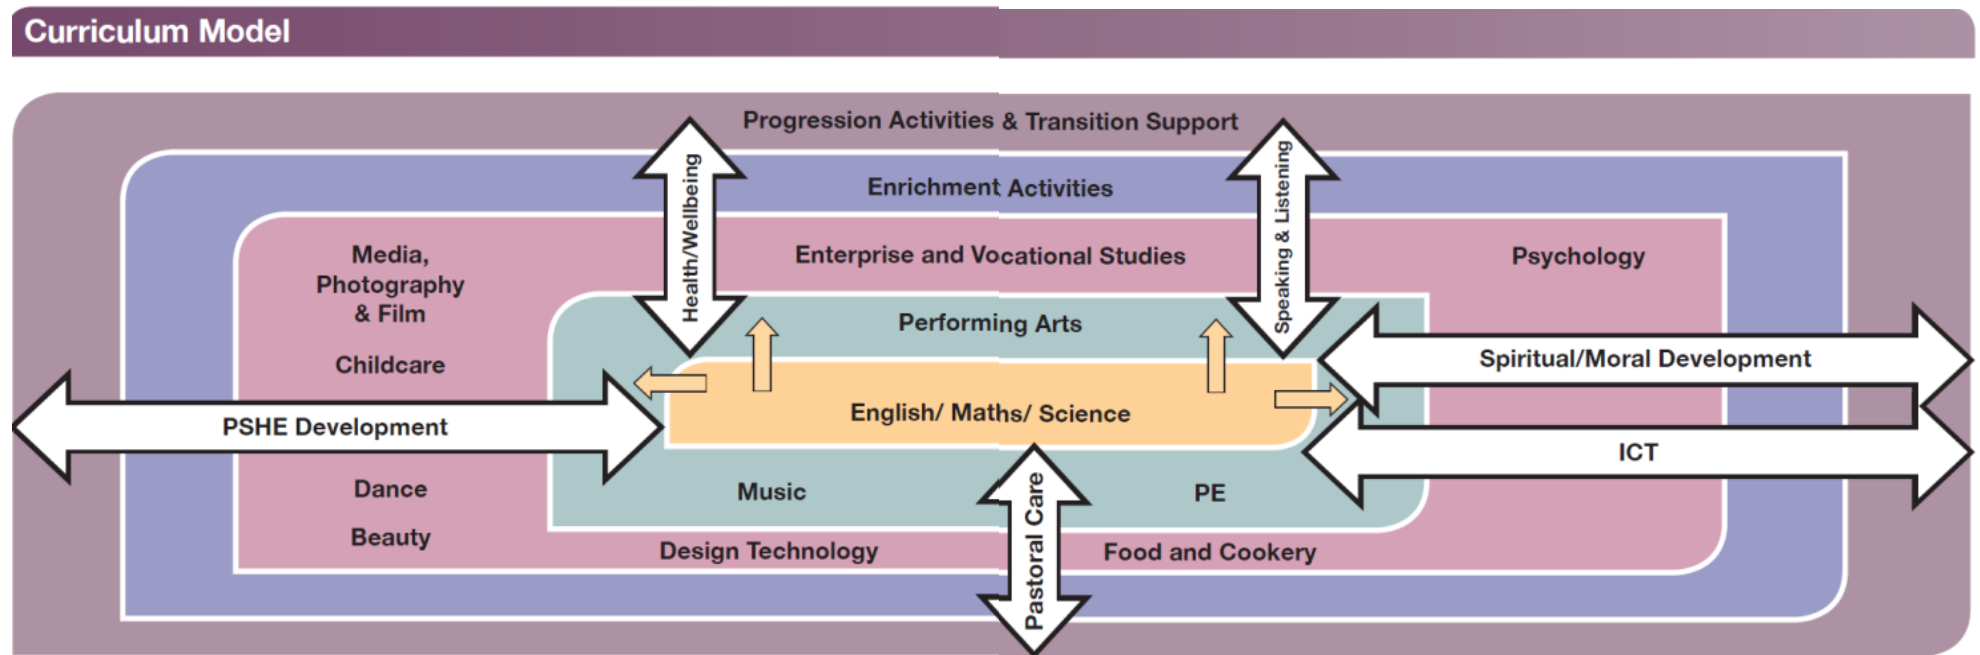 Curriculum Model
Progression Activities & Transition Support
Enrichment Activities
Health/Wellbeing
Speaking & Listening
Media,
Photography
& Film
Enterprise and Vocational Studies
Psychology
Performing Arts
Childcare
Spiritual/Moral Development
English/ Maths/ Science
PSHE Development
ICT
Dance
Music
PE
Pastoral Care
Beauty
Design Technology
Food and Cookery